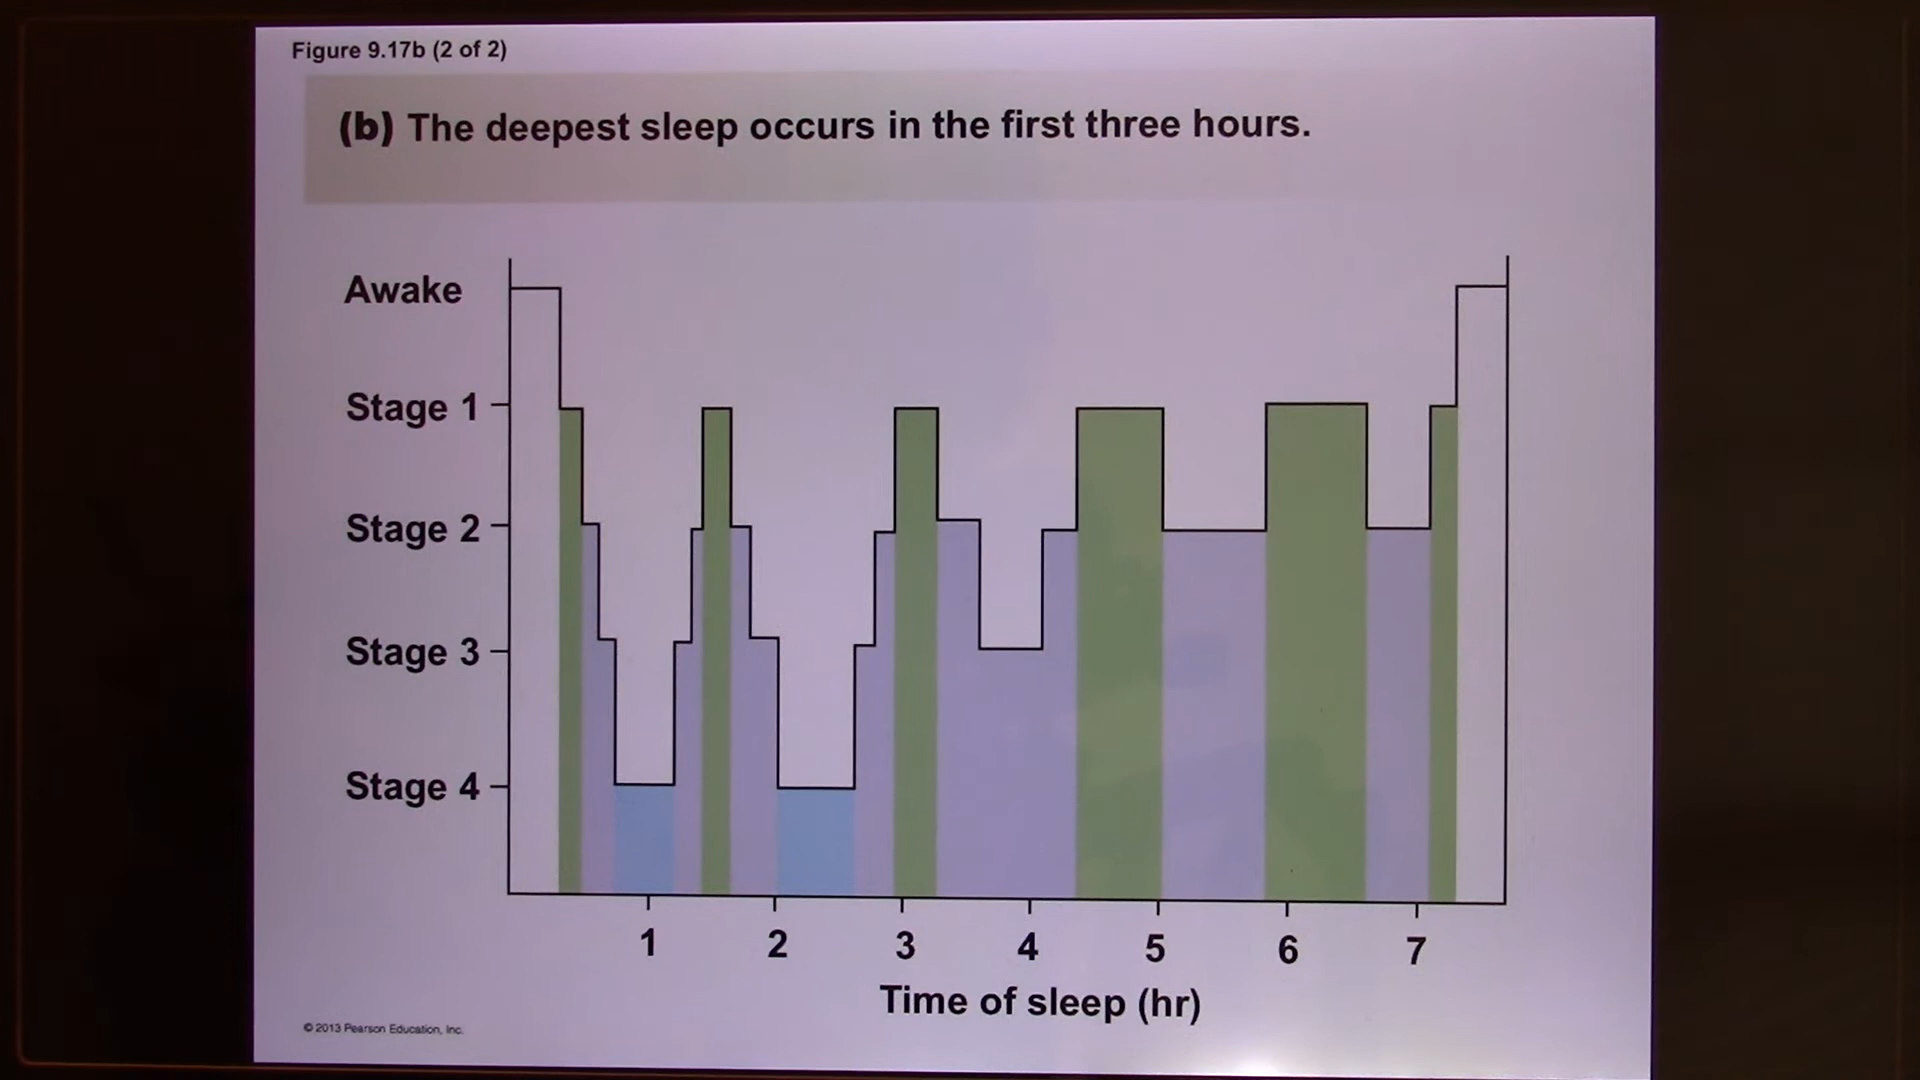 Figure 9.17b (2 of 2)
(b) The deepest sleep occurs in the first three hours.
Awake
Stage 1
Stage 2
Stage 3
Stage 4
1 2 3 4 5 6 7
Time of sleep (hr)
© 2013 Pearson Education, Inc.